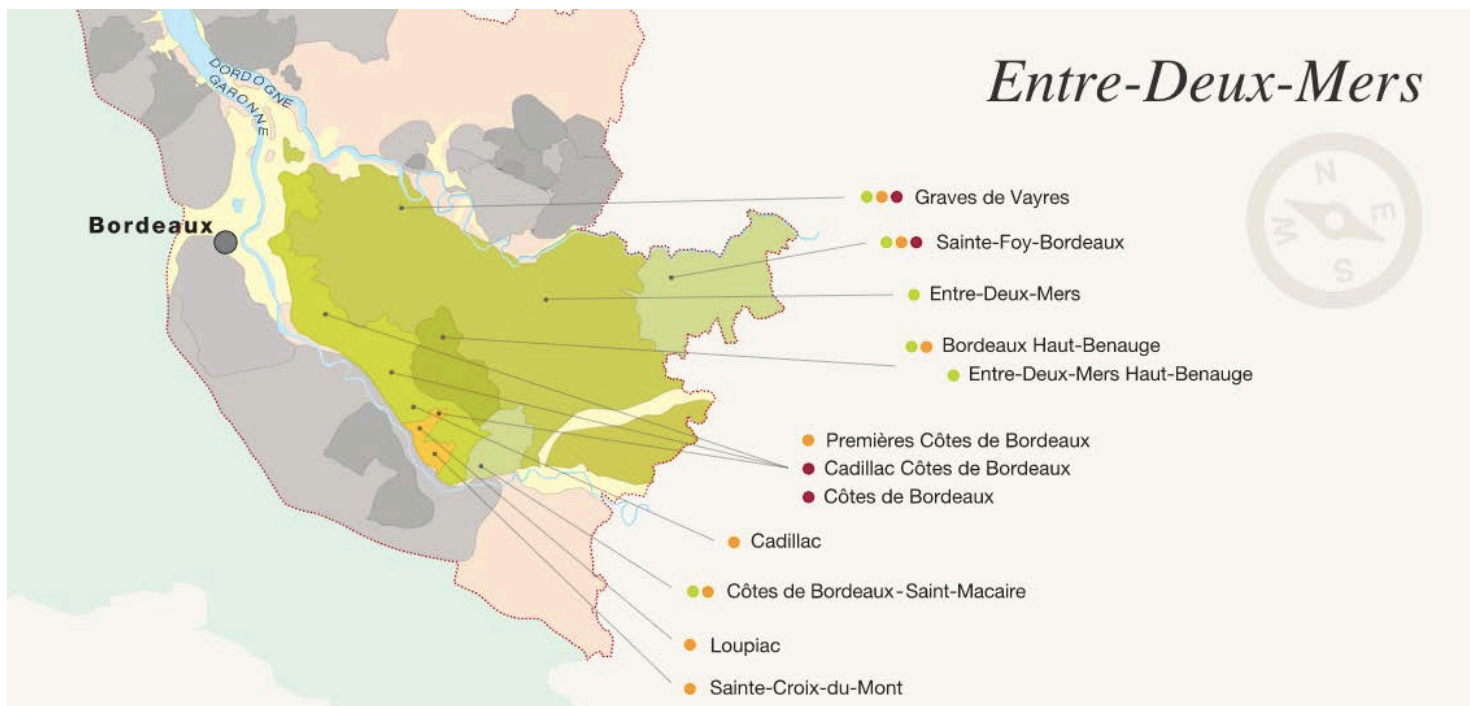 Entre-Deux-Mers
DORDOGNE
GARONNE
N
E
W
S
Bordeaux
Graves de Vayres
Sainte-Foy-Bordeaux
Entre-Deux-Mers
Bordeaux Haut-Benauge
Entre-Deux-Mers Haut-Benauge
Premières Côtes de Bordeaux
Cadillac Côtes de Bordeaux
Côtes de Bordeaux
Cadillac
Côtes de Bordeaux-Saint-Macaire
Loupiac
Sainte-Croix-du-Mont